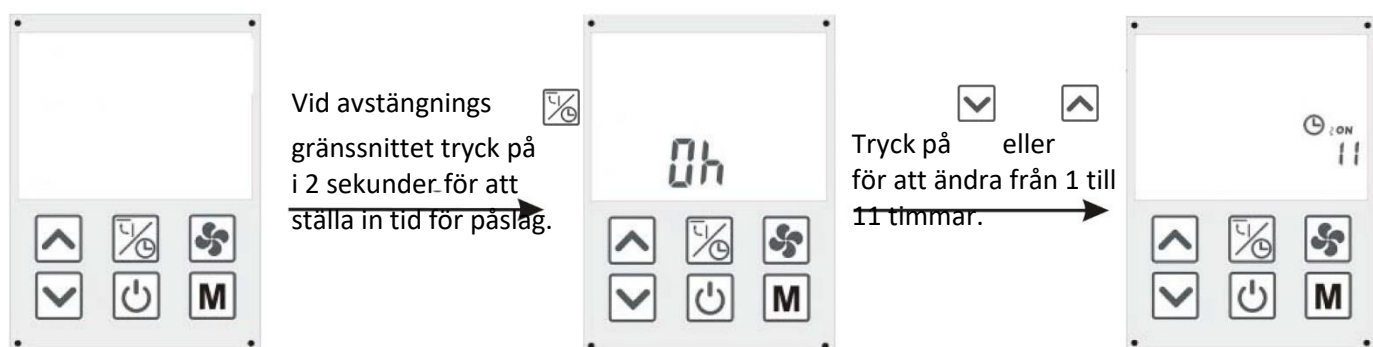 Vid avstängnings
gränssnittet tryck på
i 2 sekunder för att
ställa in tid för påslag.
M
0h
M
Tryck på eller
för att ändra från 1 till
11 timmar.
ON
11
M